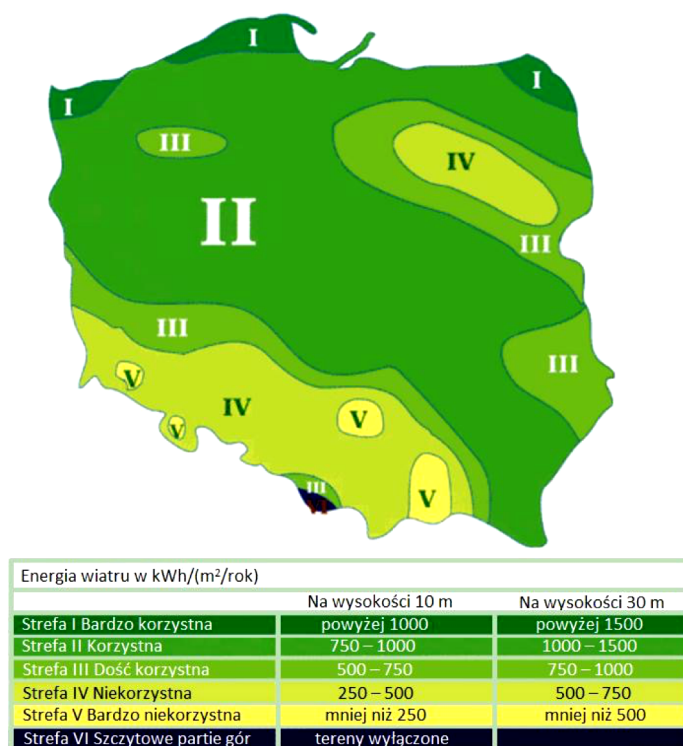 I
I
I
III
IV
II
III
III
III
V
IV
V
V
V
III
VI
Energia wiatru w kWh/(m²/rok)
Na wysokości 10 m Na wysokości 30 m
Strefa I Bardzo korzystna powyżej 1000 powyżej 1500
Strefa II Korzystna 750 – 1000 1000 – 1500
Strefa III Dość korzystna 500 – 750 750 – 1000
Strefa IV Niekorzystna 250 – 500 500 – 750
Strefa V Bardzo niekorzystna mniej niż 250 mniej niż 500
Strefa VI Szczytowe partie gór tereny wyłączone